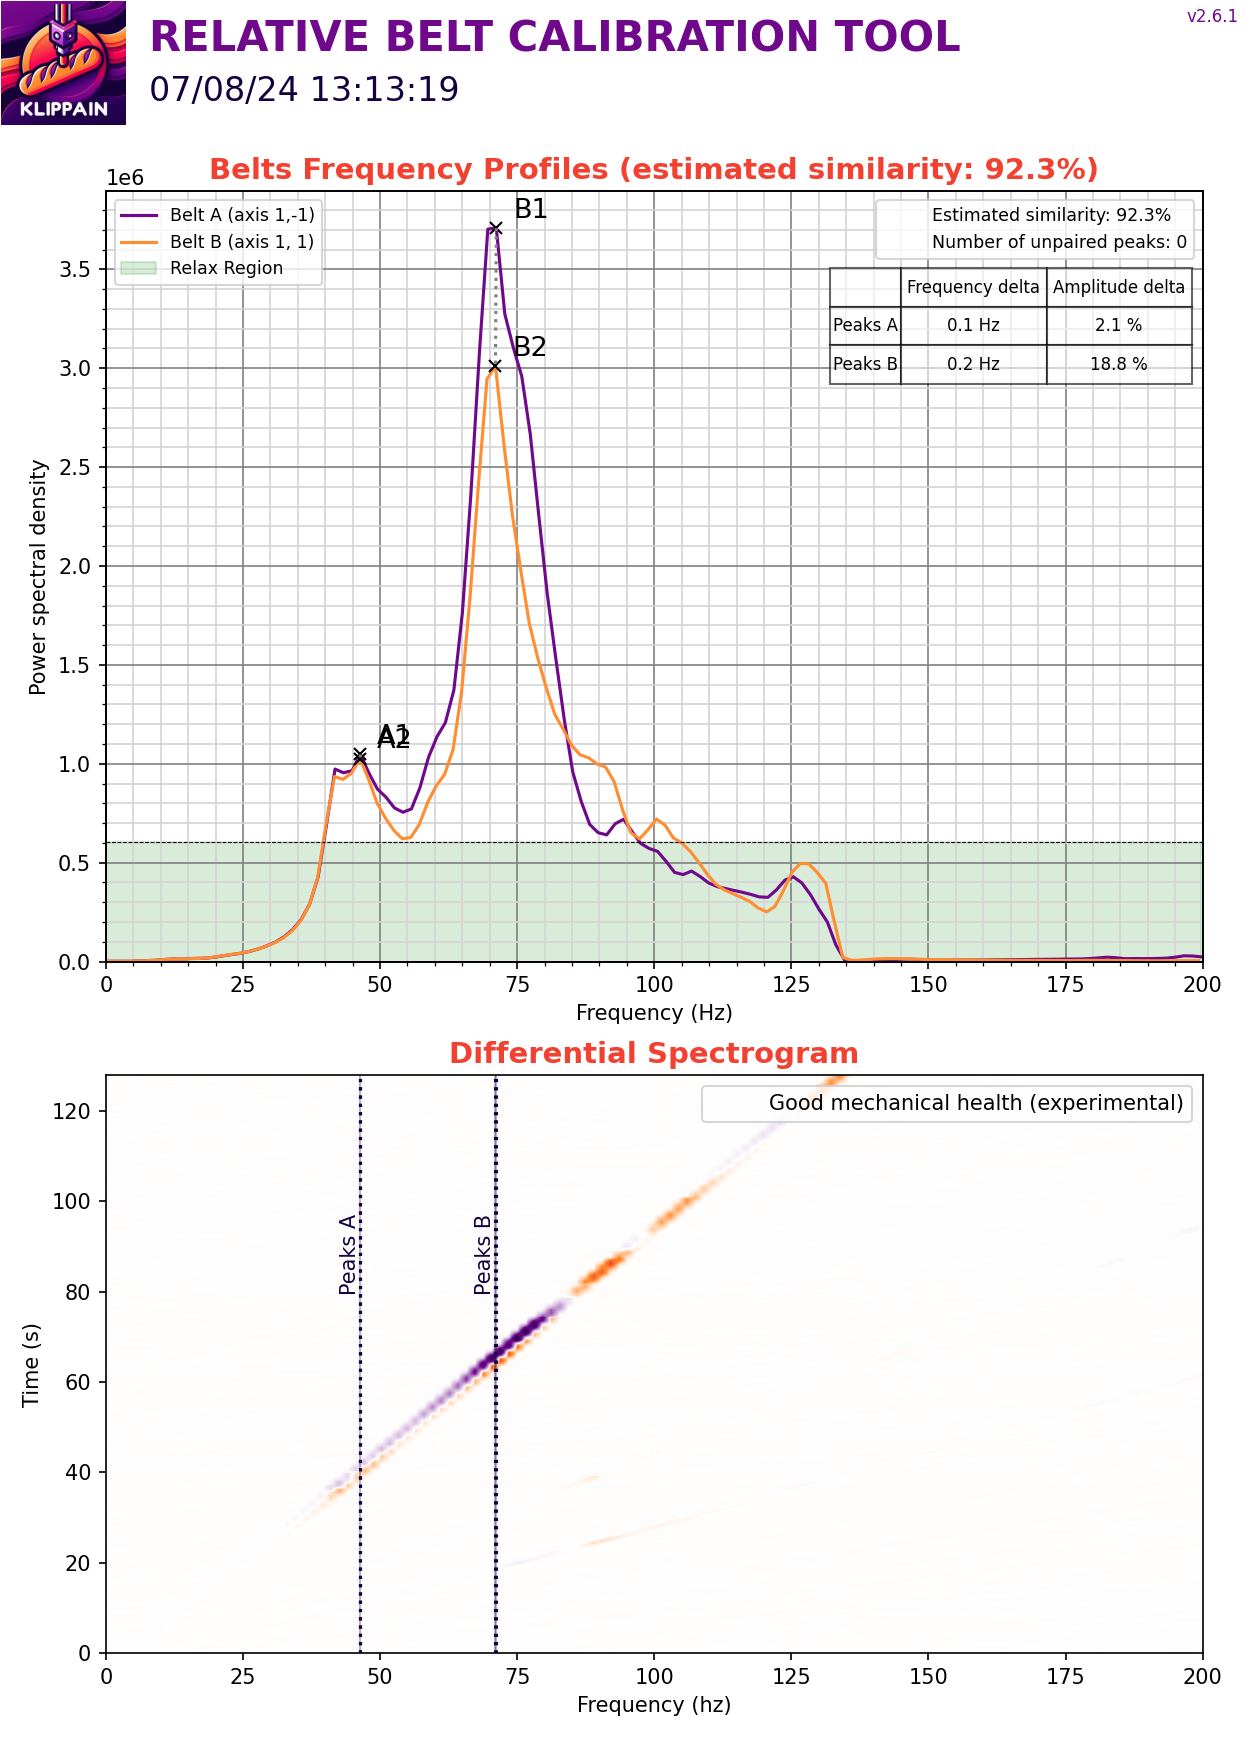 KLIPPAIN
RELATIVE BELT CALIBRATION TOOL
07/08/24 13:13:19
v2.6.1
Belts Frequency Profiles (estimated similarity: 92.3%)
1e6
Belt A (axis 1,-1)
Belt B (axis 1, 1)
Relax Region
Estimated similarity: 92.3%
Number of unpaired peaks: 0
Frequency delta Amplitude delta
Peaks A 0.1 Hz 2.1 %
Peaks B 0.2 Hz 18.8 %
B1
B2
A1
A2
Power spectral density
3.5
3.0
2.5
2.0
1.5
1.0
0.5
0.0
0 25 50 75 100 125 150 175 200
Frequency (Hz)
Differential Spectrogram
Good mechanical health (experimental)
Peaks A
Peaks B
Time (s)
120
100
80
60
40
20
0
0 25 50 75 100 125 150 175 200
Frequency (hz)